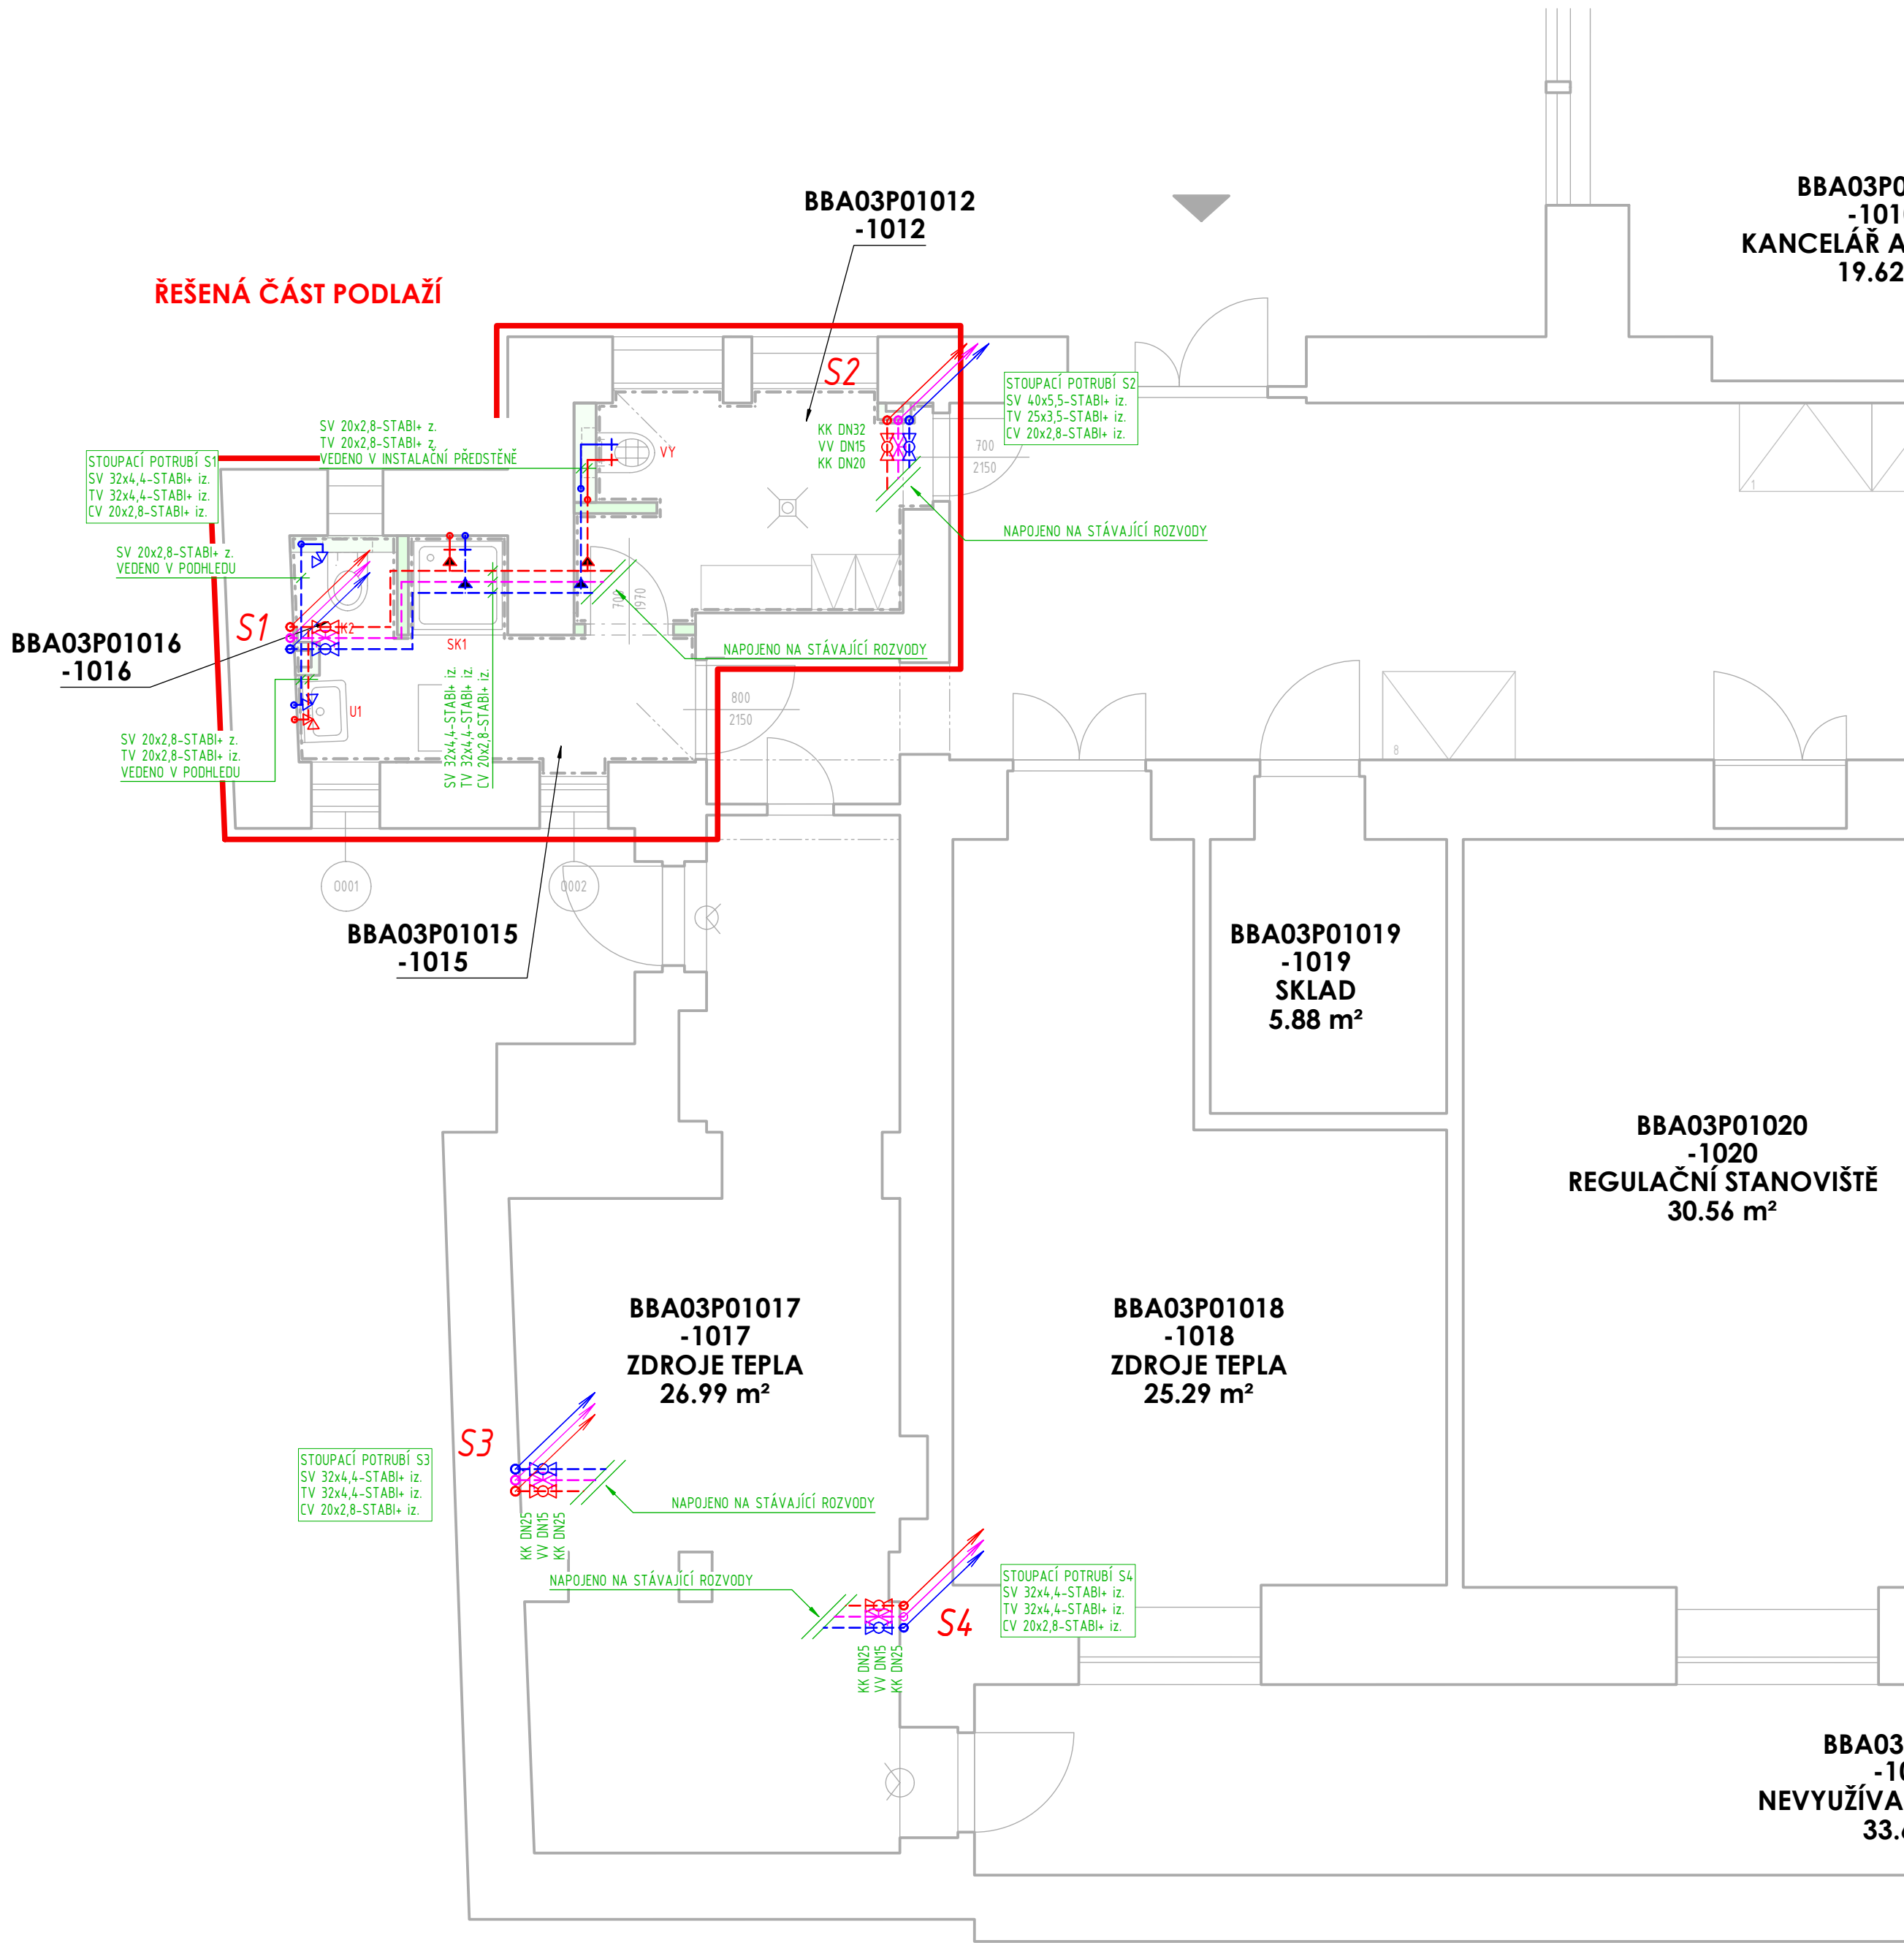 BBA03P01012
-1012
ŘEŠENÁ ČÁST PODLAŽÍ
S2
STOUPACÍ POTRUBÍ S2
SV 40x5,5-STABI+ iz.
TV 25x3,5-STABI+ iz.
CV 20x2,8-STABI+ iz.
KK DN32
VV DN15
KK DN20
700
2150
NAPOJENO NA STÁVAJÍCÍ ROZVODY
SV 20x2,8-STABI+ z.
TV 20x2,8-STABI+ z.
VEDENO V INSTALAČNÍ PŘEDSTĚNĚ
VY
STOUPACÍ POTRUBÍ S1
SV 32x4,4-STABI+ iz.
TV 32x4,4-STABI+ iz.
CV 20x2,8-STABI+ iz.
SV 20x2,8-STABI+ z.
VEDENO V PODHLEDU
S1
K2
BBA03P01016
-1016
SK1
U1
700
1970
NAPOJENO NA STÁVAJÍCÍ ROZVODY
SV 32x4,4-STABI+ iz.
TV 32x4,4-STABI+ iz.
CV 20x2,8-STABI+ iz.
800
2150
SV 20x2,8-STABI+ z.
TV 20x2,8-STABI+ iz.
VEDENO V PODHLEDU
O001
O002
BBA03P01015
-1015
1
8
KANCELÁŘ
19.62
BBA03P01019
-1019
SKLAD
5.88 m²
BBA03P01020
-1020
REGULAČNÍ STANOVIŠTĚ
30.56 m²
BBA03P01017
-1017
ZDROJE TEPLA
26.99 m²
BBA03P01018
-1018
ZDROJE TEPLA
25.29 m²
S3
STOUPACÍ POTRUBÍ S3
SV 32x4,4-STABI+ iz.
TV 32x4,4-STABI+ iz.
CV 20x2,8-STABI+ iz.
NAPOJENO NA STÁVAJÍCÍ ROZVODY
KK DN25
VV DN15
KK DN25
NAPOJENO NA STÁVAJÍCÍ ROZVODY
S4
STOUPACÍ POTRUBÍ S4
SV 32x4,4-STABI+ iz.
TV 32x4,4-STABI+ iz.
CV 20x2,8-STABI+ iz.
KK DN25
VV DN15
KK DN25